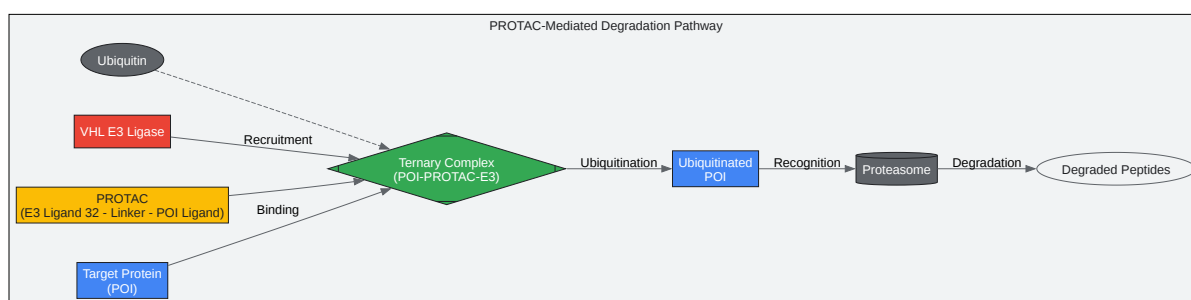 PROTAC-Mediated Degradation Pathway
Ubiquitin
VHL E3 Ligase
Recruitment
PROTAC
(E3 Ligand 32 - Linker - POI Ligand)
Binding
Target Protein
(POI)
Ternary Complex
(POI-PROTAC-E3)
Ubiquitination
Ubiquitinated
POI
Recognition
Proteasome
Degradation
Degraded Peptides